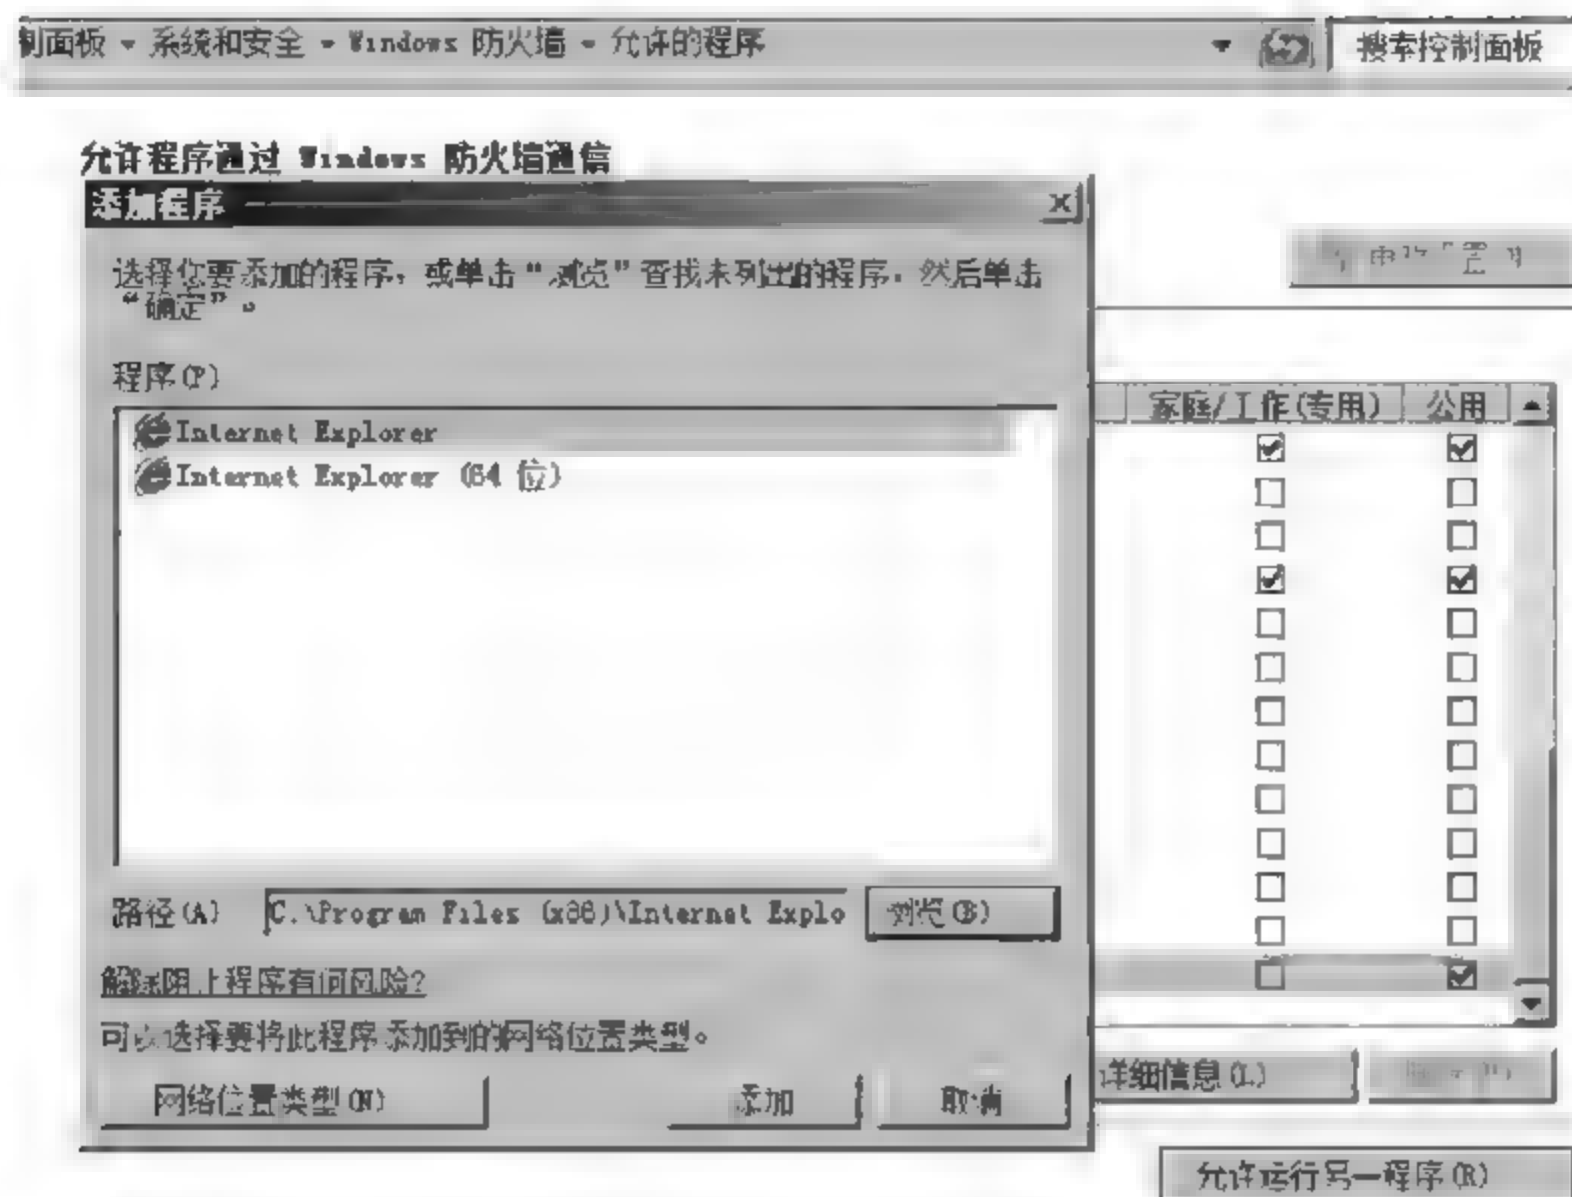 制面板 系统和安全 Windows 防火墙 允许的程序
搜索控制面板
允许程序通过 Windows 防火墙通信
添加程序
选择您要添加的程序，或单击“浏览”查找未列出的程序，然后单击
“确定”。
程序(P)
家庭/工作(专用) 公用
Internet Explorer
Internet Explorer (64 位)
路径(A) C:\Program Files (x86)\Internet Explo 浏览(B)
解除阻止程序有何风险?
可以选择要将此程序添加到的网络位置类型。
网络位置类型(N) 添加 取消
详细信息(L)
允许运行另一程序(R)